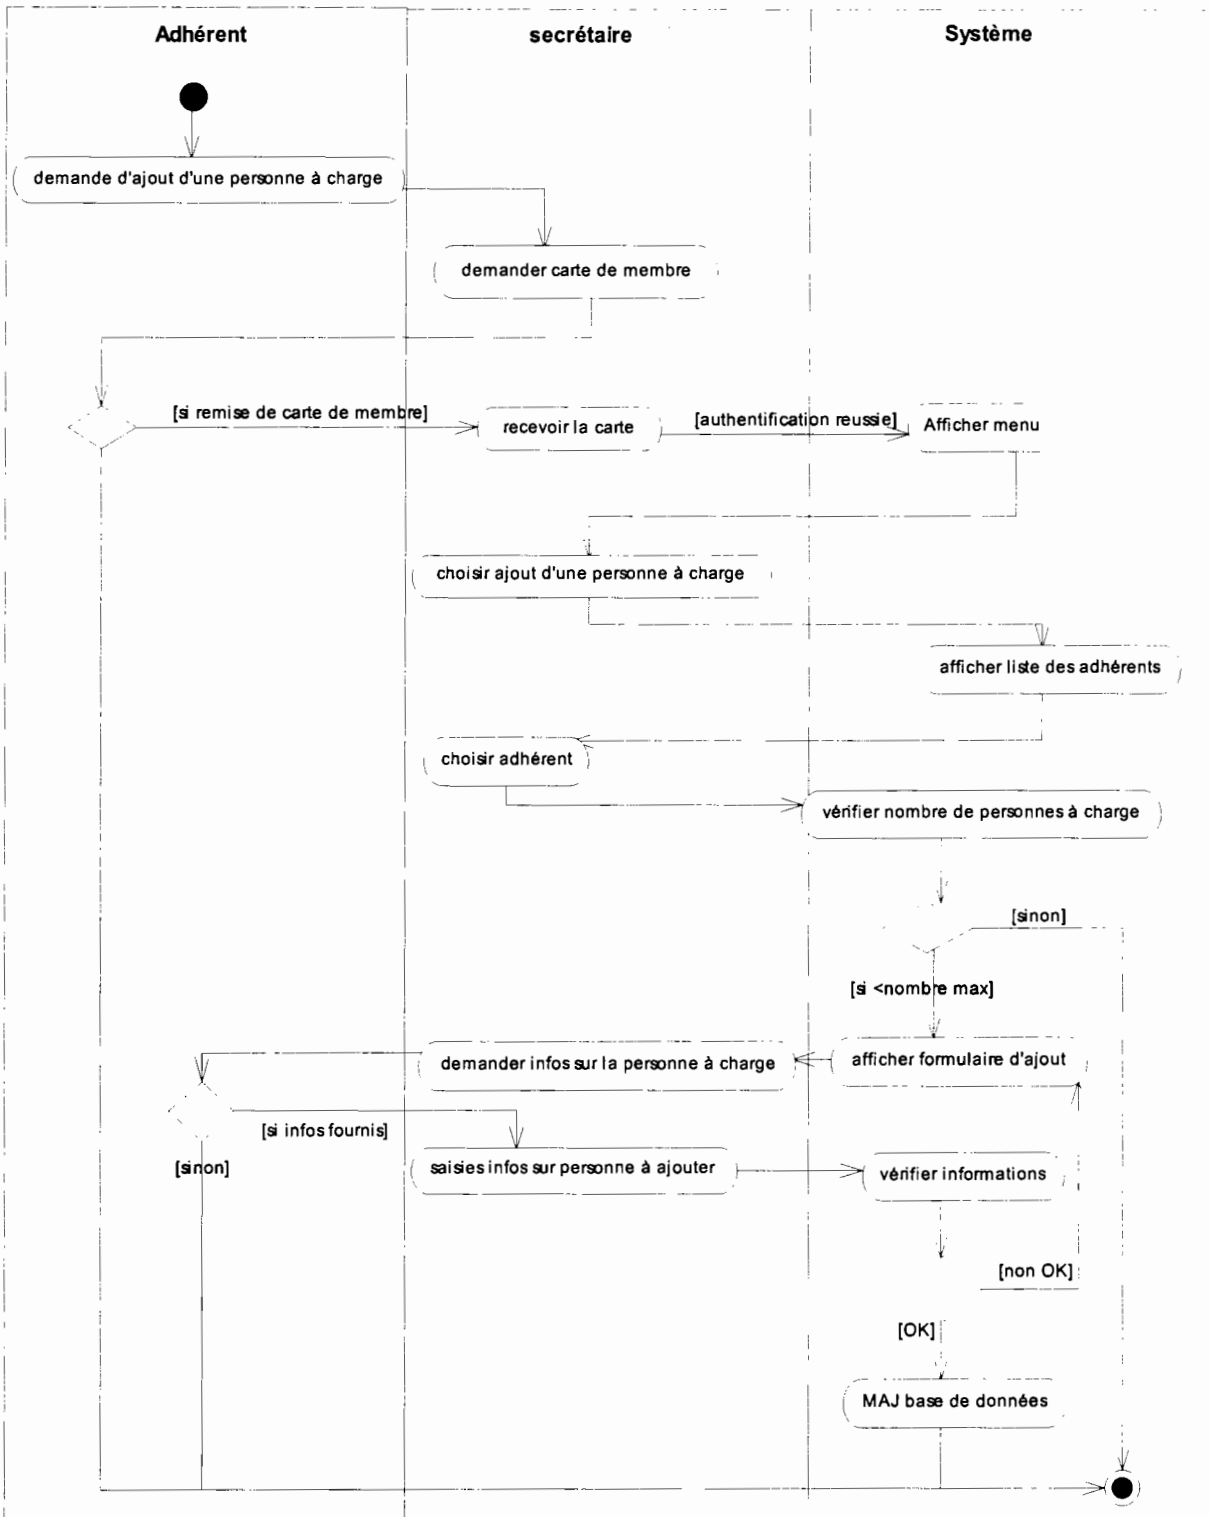 Adhérent
secrétaire
Système
demande d'ajout d'une personne à charge
demander carte de membre
[si remise de carte de membre]
recevoir la carte
[authentification reussie]
Afficher menu
choisir ajout d'une personne à charge
afficher liste des adhérents
choisir adhérent
vérifier nombre de personnes à charge
[sinon]
[si <nombre max]
demander infos sur la personne à charge
afficher formulaire d'ajout
[si infos fournis]
[sinon]
saisies infos sur personne à ajouter
vérifier informations
[non OK]
[OK]
MAJ base de données